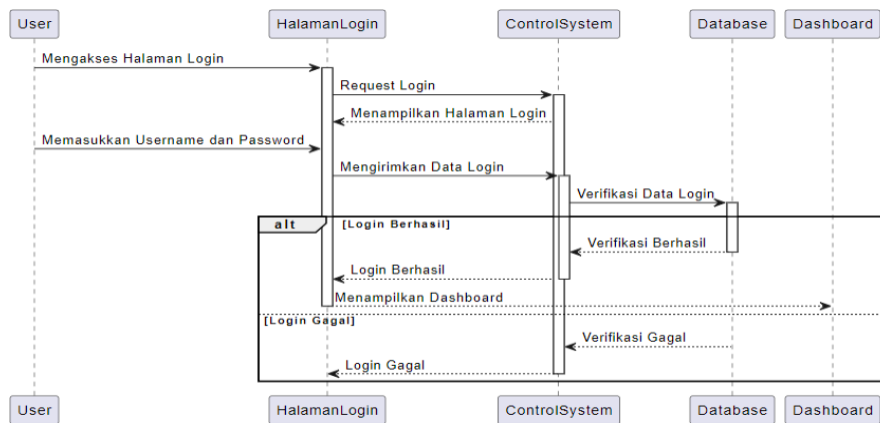 User HalamanLogin ControlSystem Database Dashboard
Mengakses Halaman Login
Request Login
Menampilkan Halaman Login
Memasukkan Username dan Password
Mengirimkan Data Login
Verifikasi Data Login
alt [Login Berhasil]
Verifikasi Berhasil
Login Berhasil
Menampilkan Dashboard
[Login Gagal]
Verifikasi Gagal
Login Gagal
User HalamanLogin ControlSystem Database Dashboard